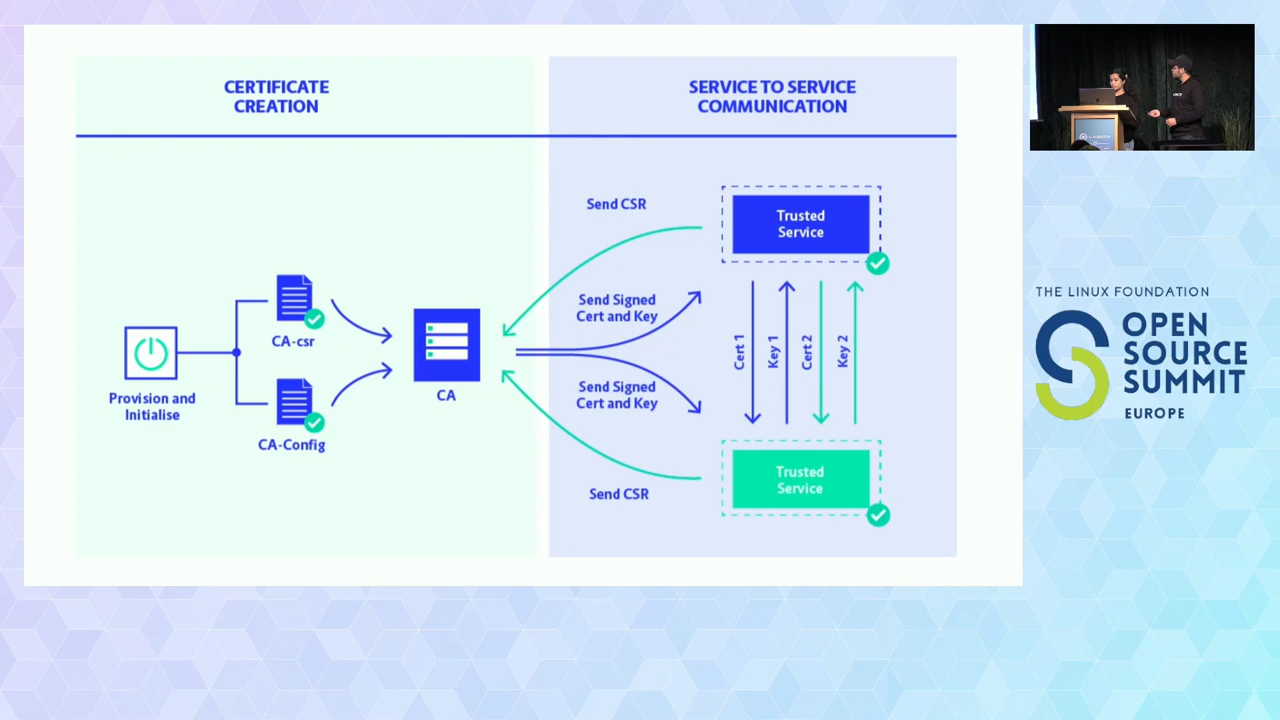 CERTIFICATE
CREATION
SERVICE TO SERVICE
COMMUNICATION
Send CSR
Trusted
Service
Send Signed
Cert and Key
CA-csr
Cert 1
Key 1
Cert 2
Key 2
Provision and
Initialise
CA
Send Signed
Cert and Key
CA-Config
Trusted
Service
Send CSR
THE LINUX FOUNDATION
OPEN
SOURCE
SUMMIT
EUROPE